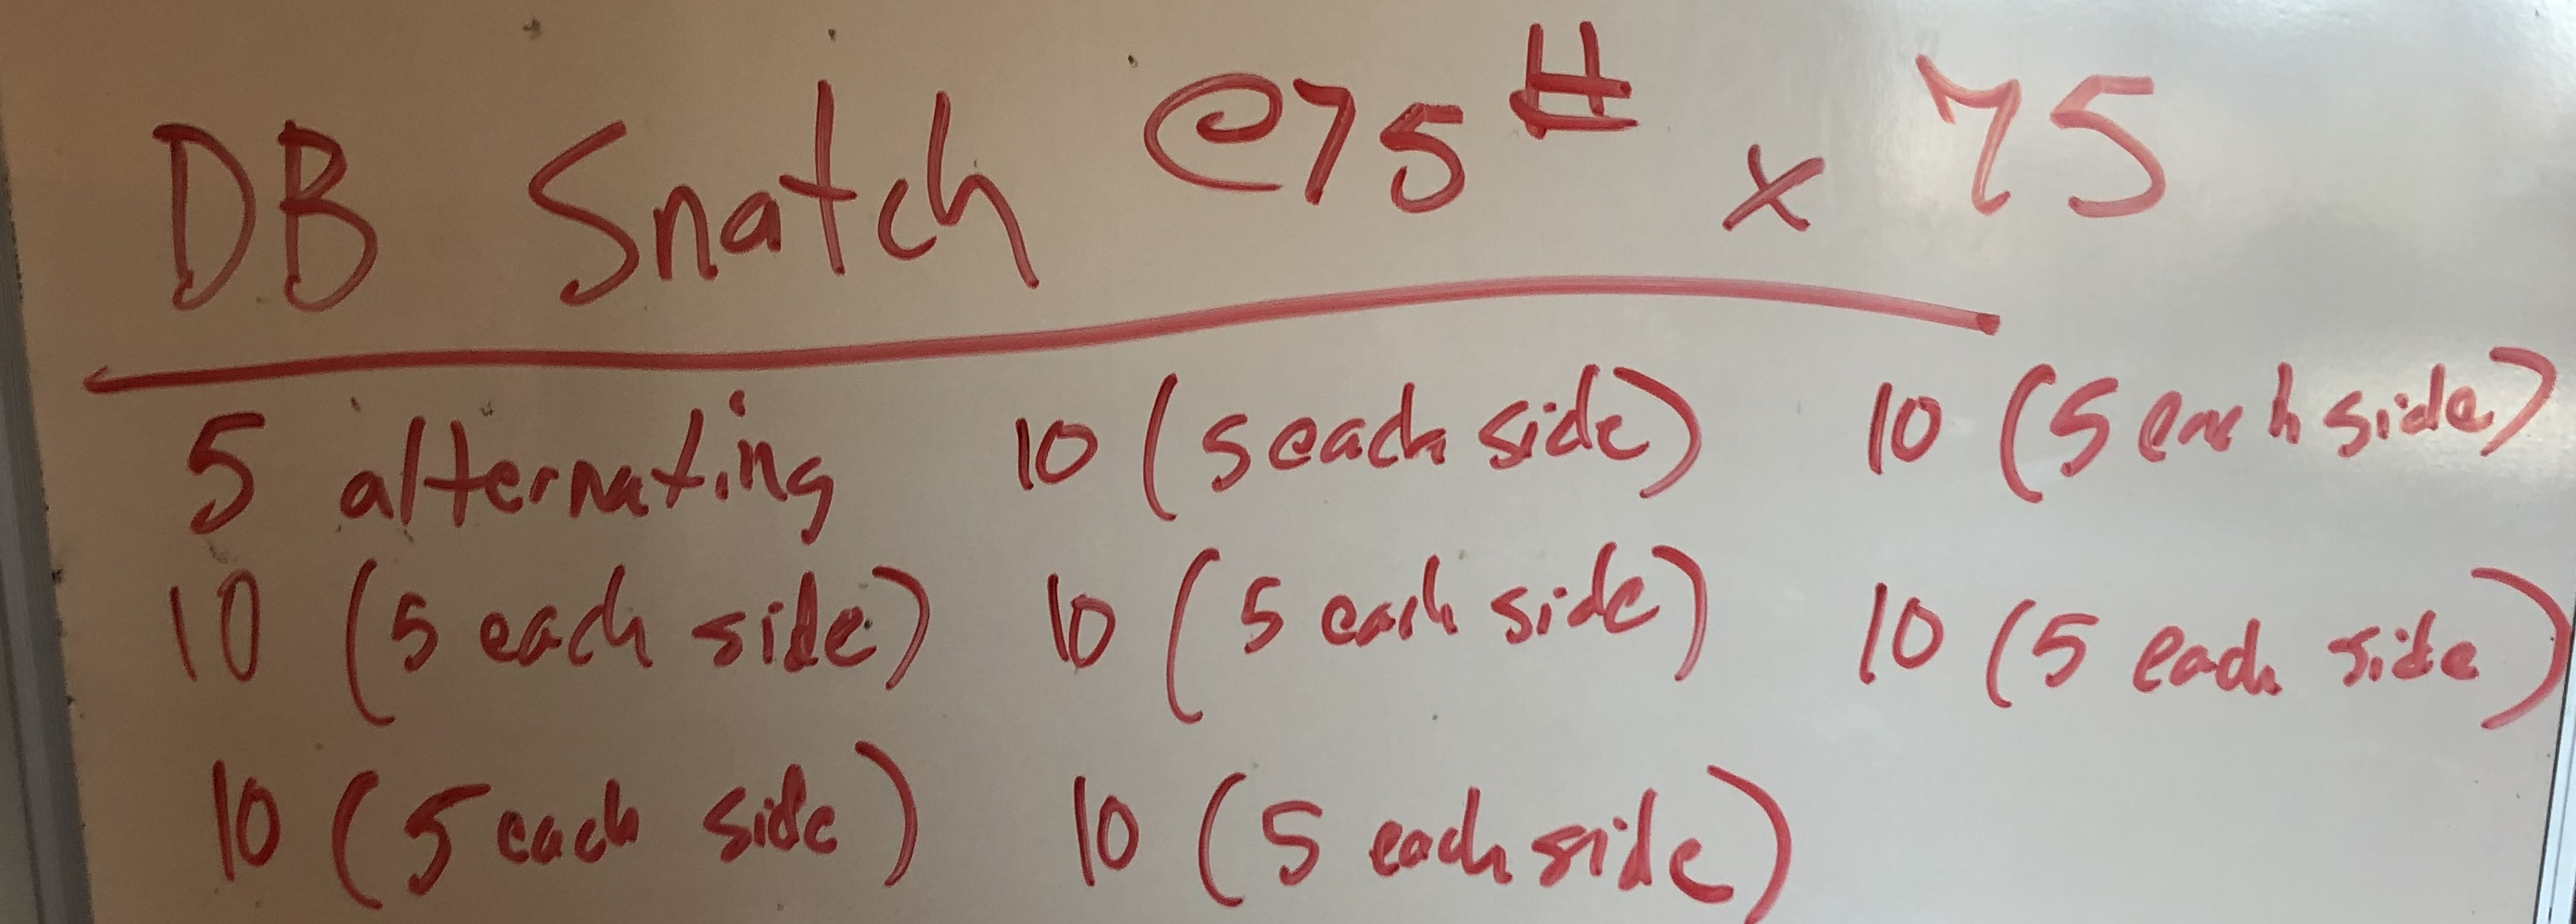 DB Snatch @75# x 75
5 alternating 10 (5 each side) 10 (5 each side)
10 (5 each side) 10 (5 each side) 10 (5 each side)
10 (5 each side) 10 (5 each side)